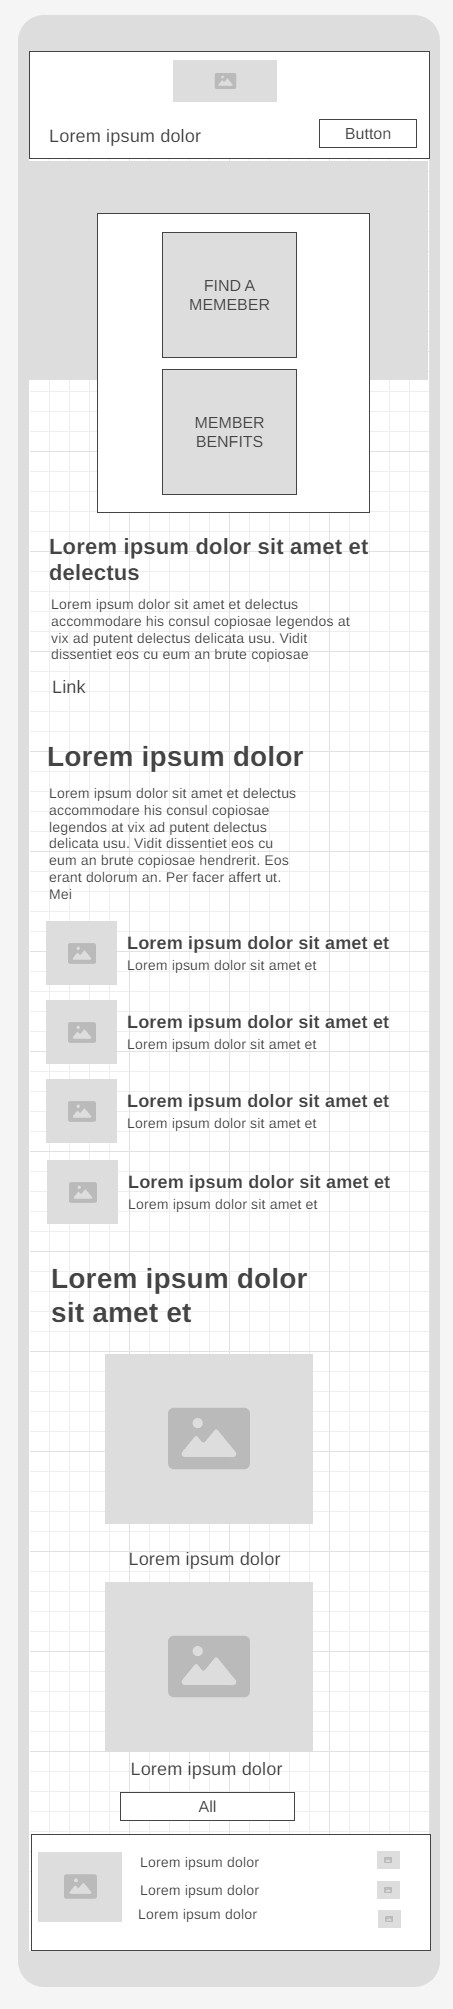 Lorem ipsum dolor
Button
FIND A
MEMEBER
MEMBER
BENFITS
Lorem ipsum dolor sit amet et
delectus
Lorem ipsum dolor sit amet et delectus
accommodare his consul copiosae legendos at
vix ad putent delectus delicata usu. Vidit
dissentiet eos cu eum an brute copiosae
Link
Lorem ipsum dolor
Lorem ipsum dolor sit amet et delectus
accommodare his consul copiosae
legendos at vix ad putent delectus
delicata usu. Vidit dissentiet eos cu
eum an brute copiosae hendrerit. Eos
erant dolorum an. Per facer affert ut.
Mei
Lorem ipsum dolor sit amet et
Lorem ipsum dolor sit amet et
Lorem ipsum dolor sit amet et
Lorem ipsum dolor sit amet et
Lorem ipsum dolor sit amet et
Lorem ipsum dolor sit amet et
Lorem ipsum dolor sit amet et
Lorem ipsum dolor sit amet et
Lorem ipsum dolor
sit amet et
Lorem ipsum dolor
Lorem ipsum dolor
All
Lorem ipsum dolor
Lorem ipsum dolor
Lorem ipsum dolor